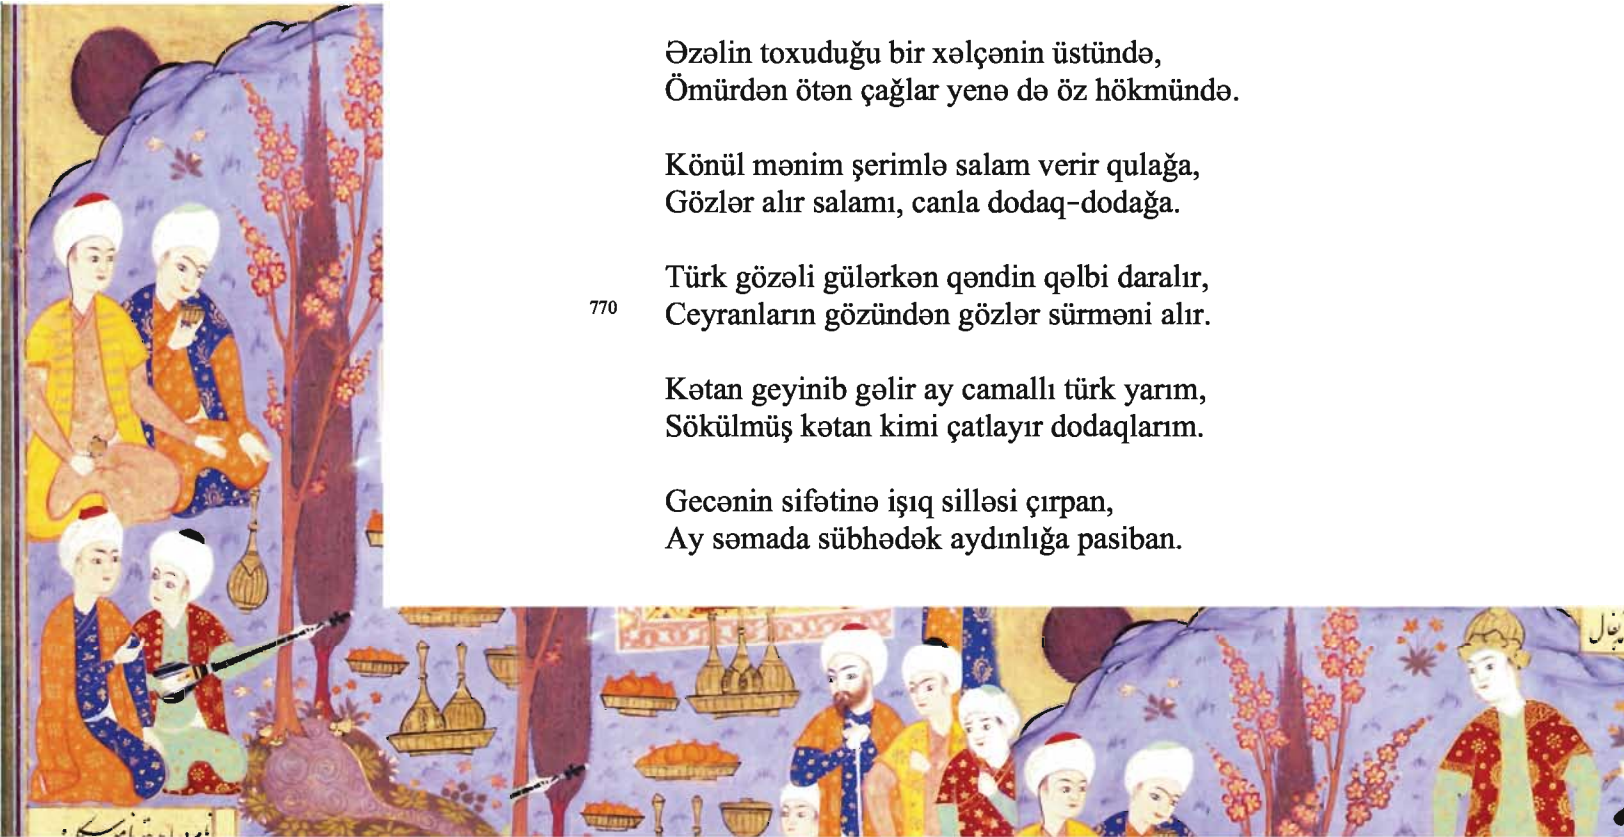 Əzəlin toxuduğu bir xəlçənin üstündə,
Ömürdən ötən çağlar yenə də öz hökmündə.
Könül mənim şerimlə salam verir qulağa,
Gözlər alır salamı, canla dodaq-dodağa.
Türk gözəli gülərkən qəndin qəlbi daralır,
770 Ceyranların gözündən gözlər sürməni alır.
Kətan geyinib gəlir ay camallı türk yarım,
Sökülmüş kətan kimi çatlayır dodaqlarım.
Gecənin sifətinə işıq silləsi çırpan,
Ay səmada sübhədək aydınlığa pasiban.